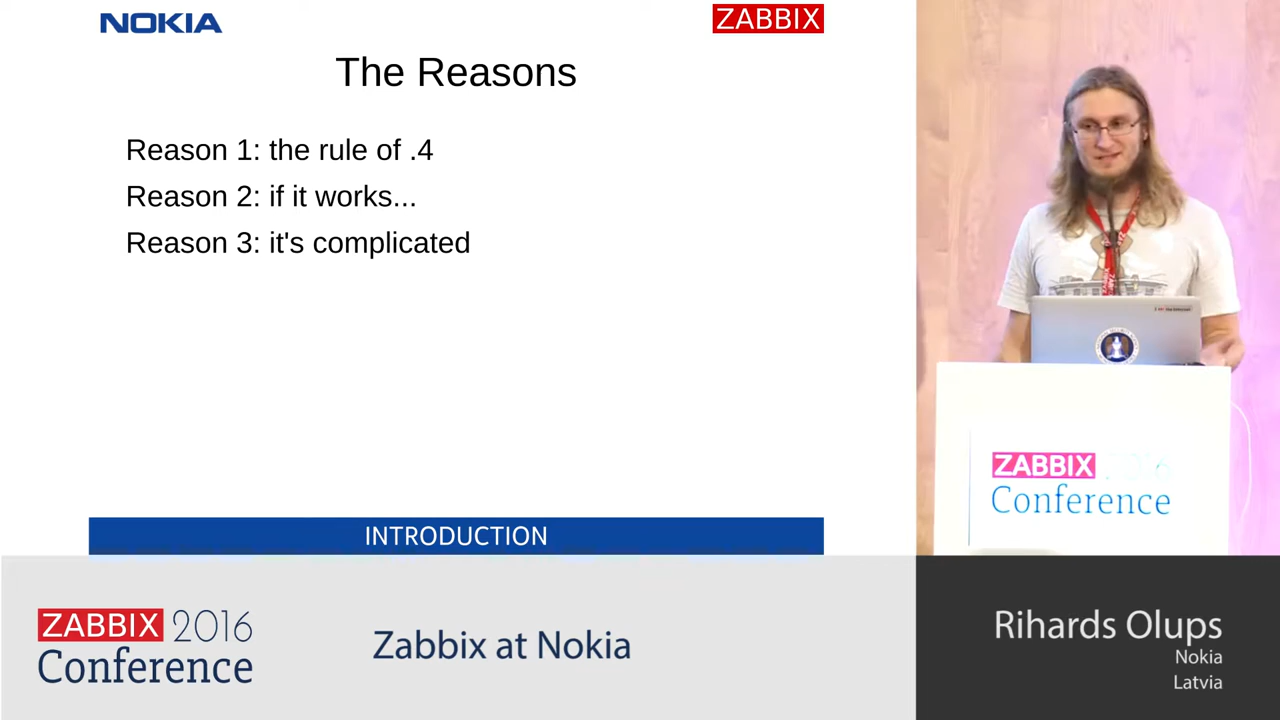 NOKIA
ZABBIX
The Reasons
Reason 1: the rule of .4
Reason 2: if it works...
Reason 3: it's complicated
INTRODUCTION
ZABBIX 2016
Conference
ZABBIX 2016
Conference
Zabbix at Nokia
Rihards Olups
Nokia
Latvia